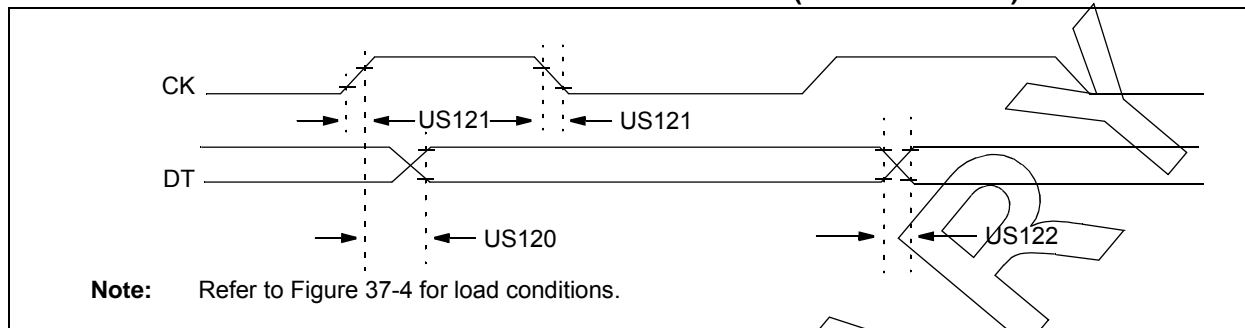 CK
US121 US121
DT
US120 US122
Note: Refer to Figure 37-4 for load conditions.